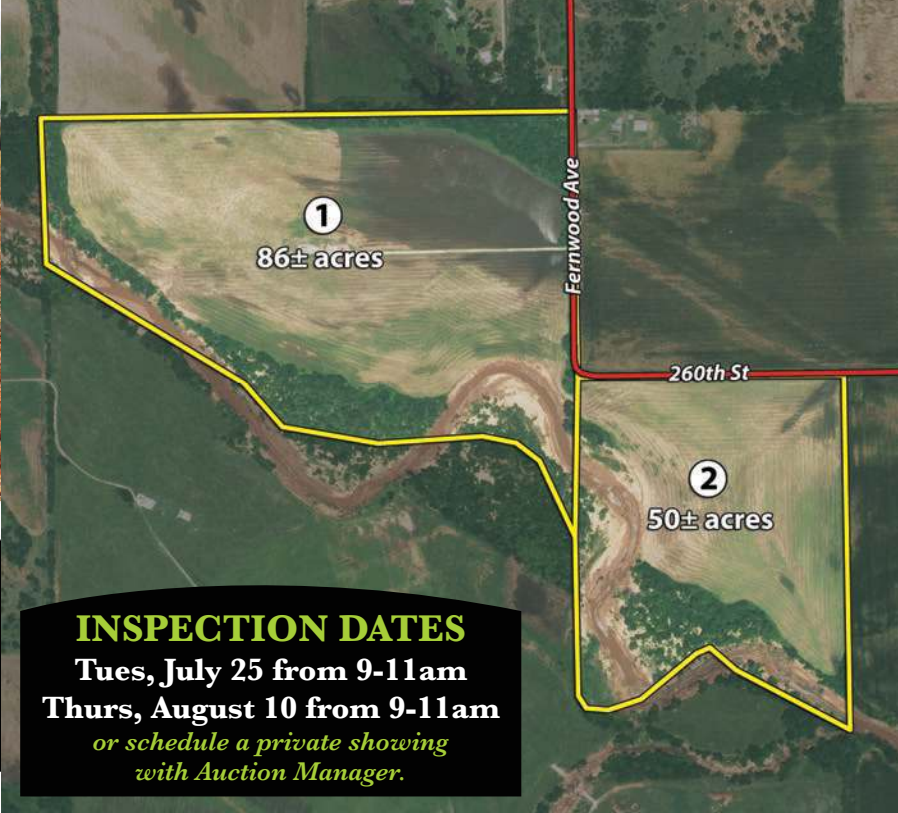 1
86± acres
Fernwood Ave
260th St
2
50± acres
INSPECTION DATES
Tues, July 25 from 9-11am
Thurs, August 10 from 9-11am
or schedule a private showing
with Auction Manager.